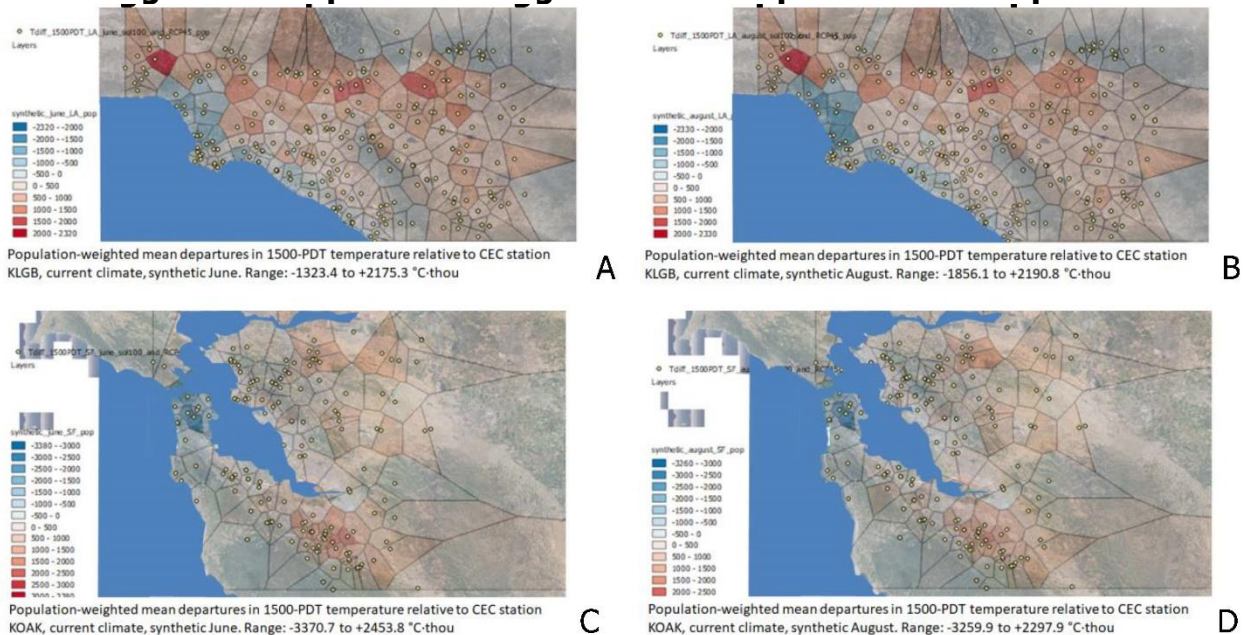 Tdiff_1500PDT_LA_june_sol100_and_RCP45_pop
Layers
synthetic_june_LA_pop
-2320 - -2000
-2000 - -1500
-1500 - -1000
-1000 - -500
-500 - 0
0 - 500
500 - 1000
1000 - 1500
1500 - 2000
2000 - 2320
Population-weighted mean departures in 1500-PDT temperature relative to CEC station
KLGB, current climate, synthetic June. Range: -1323.4 to +2175.3 °C·thou
A
Tdiff_1500PDT_LA_august_sol100_and_RCP45_pop
Layers
synthetic_august_LA_
-2330 - -2000
-2000 - -1500
-1500 - -1000
-1000 - -500
-500 - 0
0 - 500
500 - 1000
1000 - 1500
1500 - 2000
2000 - 2330
Population-weighted mean departures in 1500-PDT temperature relative to CEC station
KLGB, current climate, synthetic August. Range: -1856.1 to +2190.8 °C·thou
B
Tdiff_1500PDT_SF_june_sol100_and_RCP
Layers
synthetic_june_SF_pop
-3380 - -3000
-3000 - -2500
-2500 - -2000
-2000 - -1500
-1500 - -1000
-1000 - -500
-500 - 0
0 - 500
500 - 1000
1000 - 1500
1500 - 2000
2000 - 2500
2500 - 3000
Population-weighted mean departures in 1500-PDT temperature relative to CEC station
KOAK, current climate, synthetic June. Range: -3370.7 to +2453.8 °C·thou
C
Layers
synthetic_august_SF_pop
-3260 - -3000
-3000 - -2500
-2500 - -2000
-2000 - -1500
-1500 - -1000
-1000 - -500
-500 - 0
0 - 500
500 - 1000
1000 - 1500
1500 - 2000
2000 - 2500
Population-weighted mean departures in 1500-PDT temperature relative to CEC station
KOAK, current climate, synthetic August. Range: -3259.9 to +2297.9 °C·thou
D